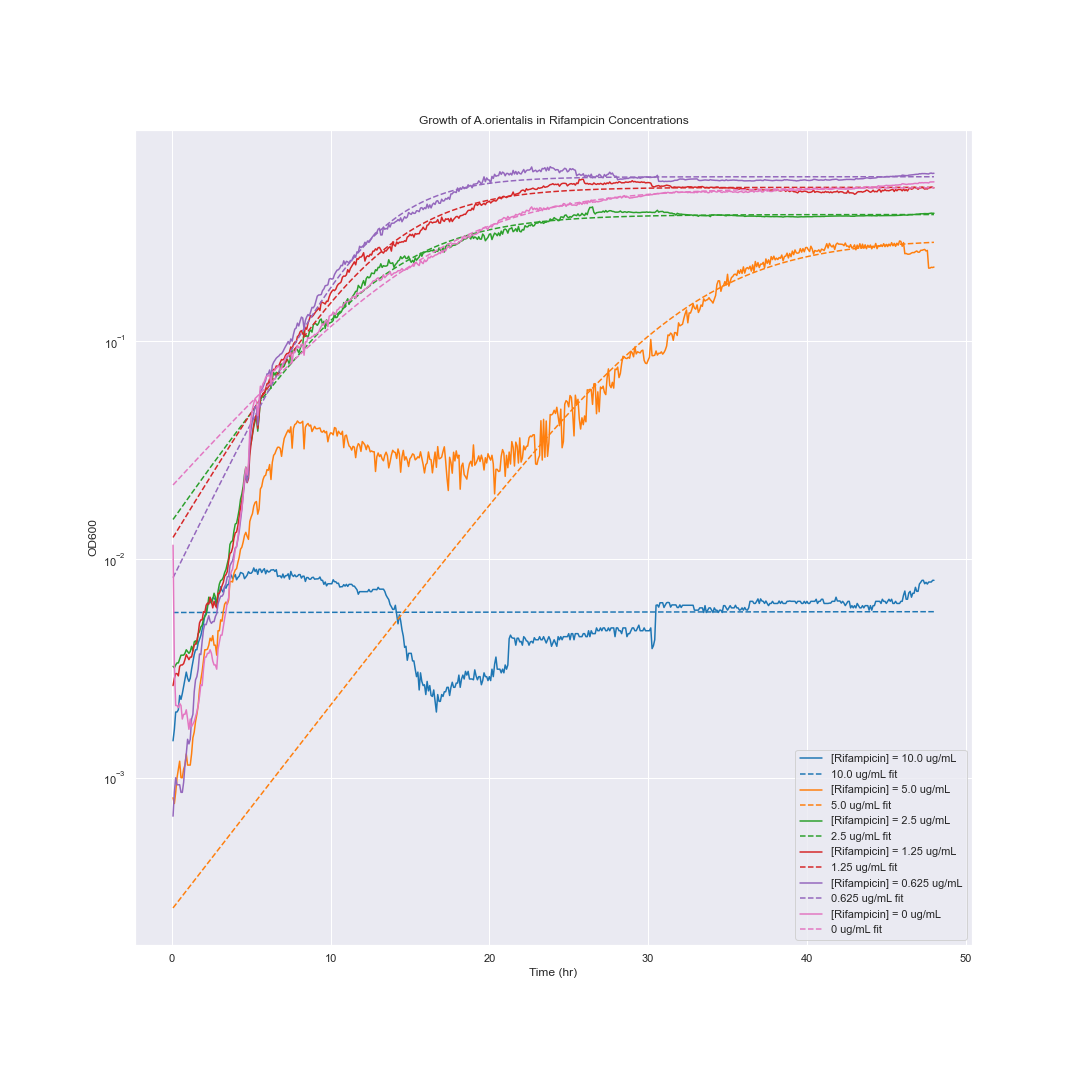 Growth of A.orientalis in Rifampicin Concentrations
OD600
10⁻¹
10⁻²
10⁻³
0 10 20 30 40 50
Time (hr)
[Rifampicin] = 10.0 ug/mL
10.0 ug/mL fit
[Rifampicin] = 5.0 ug/mL
5.0 ug/mL fit
[Rifampicin] = 2.5 ug/mL
2.5 ug/mL fit
[Rifampicin] = 1.25 ug/mL
1.25 ug/mL fit
[Rifampicin] = 0.625 ug/mL
0.625 ug/mL fit
[Rifampicin] = 0 ug/mL
0 ug/mL fit